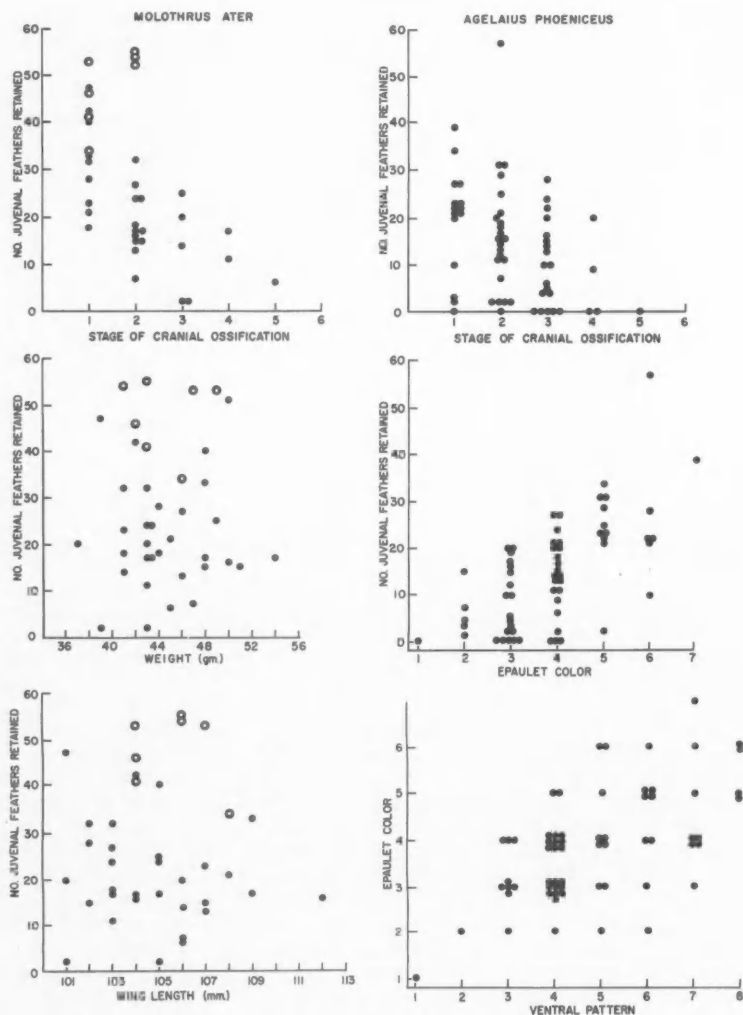 MOLOTHRUS ATER
NO. JUVENAL FEATHERS RETAINED
60
50
40
30
20
10
0
1 2 3 4 5 6
STAGE OF CRANIAL OSSIFICATION
AGELAIUS PHOENICEUS
NO. JUVENAL FEATHERS RETAINED
60
50
40
30
20
10
0
1 2 3 4 5 6
STAGE OF CRANIAL OSSIFICATION
NO. JUVENAL FEATHERS RETAINED
60
50
40
30
20
10
0
36 40 44 48 52 56
WEIGHT (gm.)
NO. JUVENAL FEATHERS RETAINED
60
50
40
30
20
10
0
1 2 3 4 5 6 7
EPAULET COLOR
NO. JUVENAL FEATHERS RETAINED
60
50
40
30
20
10
0
101 103 105 107 109 111 113
WING LENGTH (mm.)
EPAULET COLOR
6
5
4
3
2
1
1 2 3 4 5 6 7 8
VENTRAL PATTERN